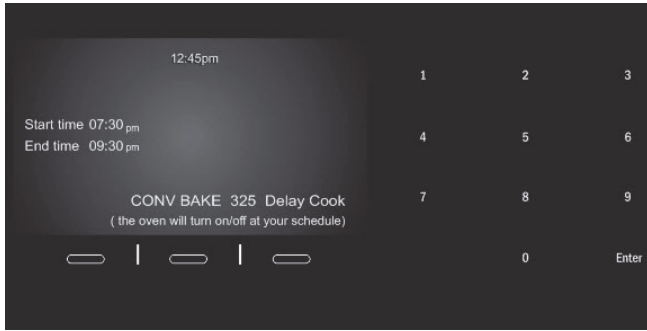 12:45pm
Start time 07:30 pm
End time 09:30 pm
CONV BAKE 325 Delay Cook
( the oven will turn on/off at your schedule)
1 2 3
4 5 6
7 8 9
0 Enter